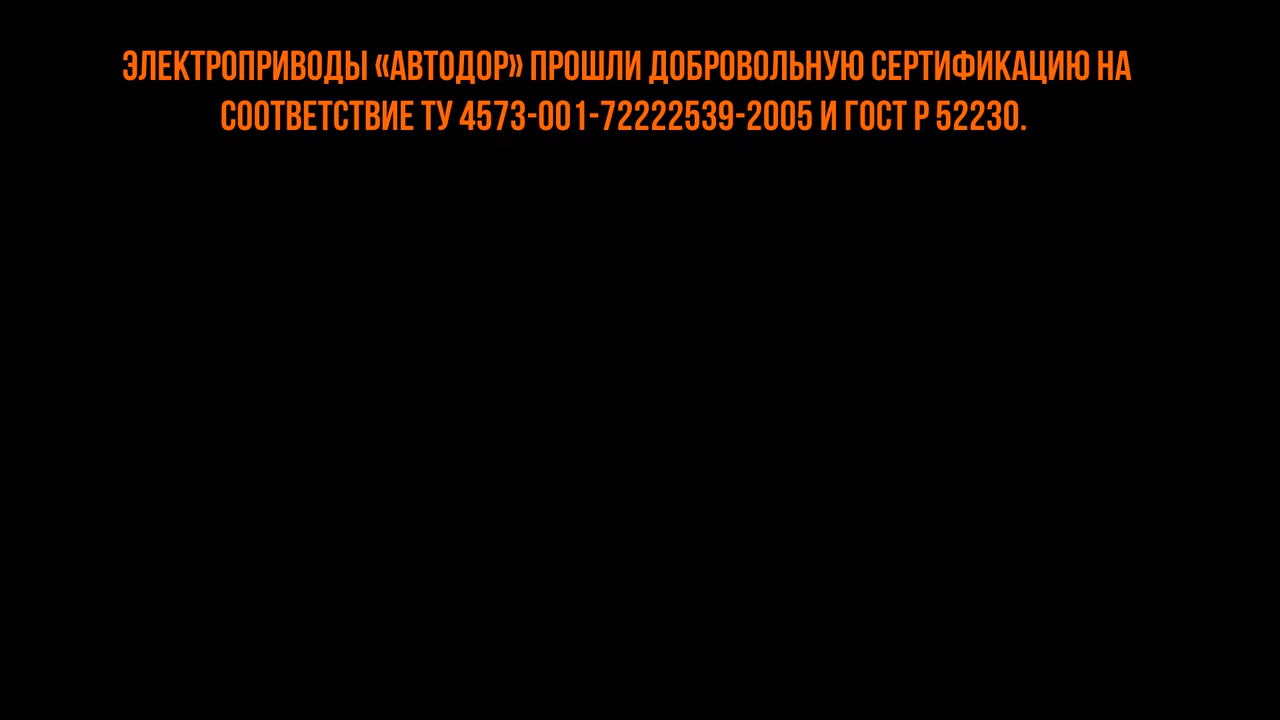 ЭЛЕКТРОПРИВОДЫ «АВТОДОР» ПРОШЛИ ДОБРОВОЛЬНУЮ СЕРТИФИКАЦИЮ НА
СООТВЕТСТВИЕ ТУ 4573-001-72222539-2005 И ГОСТ Р 52230.